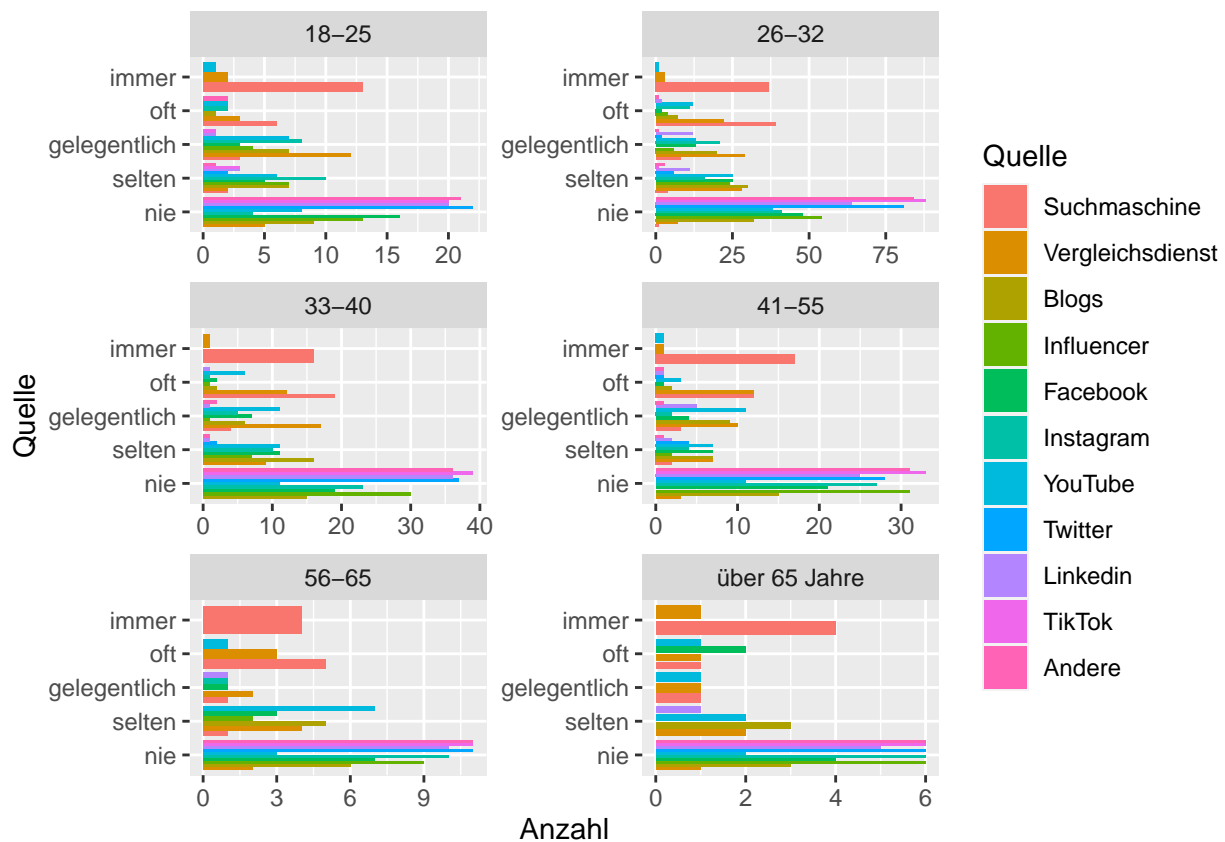 18−25
26−32
immer
oft
gelegentlich
selten
nie
immer
oft
gelegentlich
selten
nie
0 5 10 15 20
0 25 50 75
33−40
41−55
immer
oft
gelegentlich
selten
nie
immer
oft
gelegentlich
selten
nie
0 10 20 30 40
0 10 20 30
56−65
über 65 Jahre
immer
oft
gelegentlich
selten
nie
immer
oft
gelegentlich
selten
nie
0 3 6 9
0 2 4 6
Anzahl
Quelle
Quelle
Suchmaschine
Vergleichsdienst
Blogs
Influencer
Facebook
Instagram
YouTube
Twitter
Linkedin
TikTok
Andere